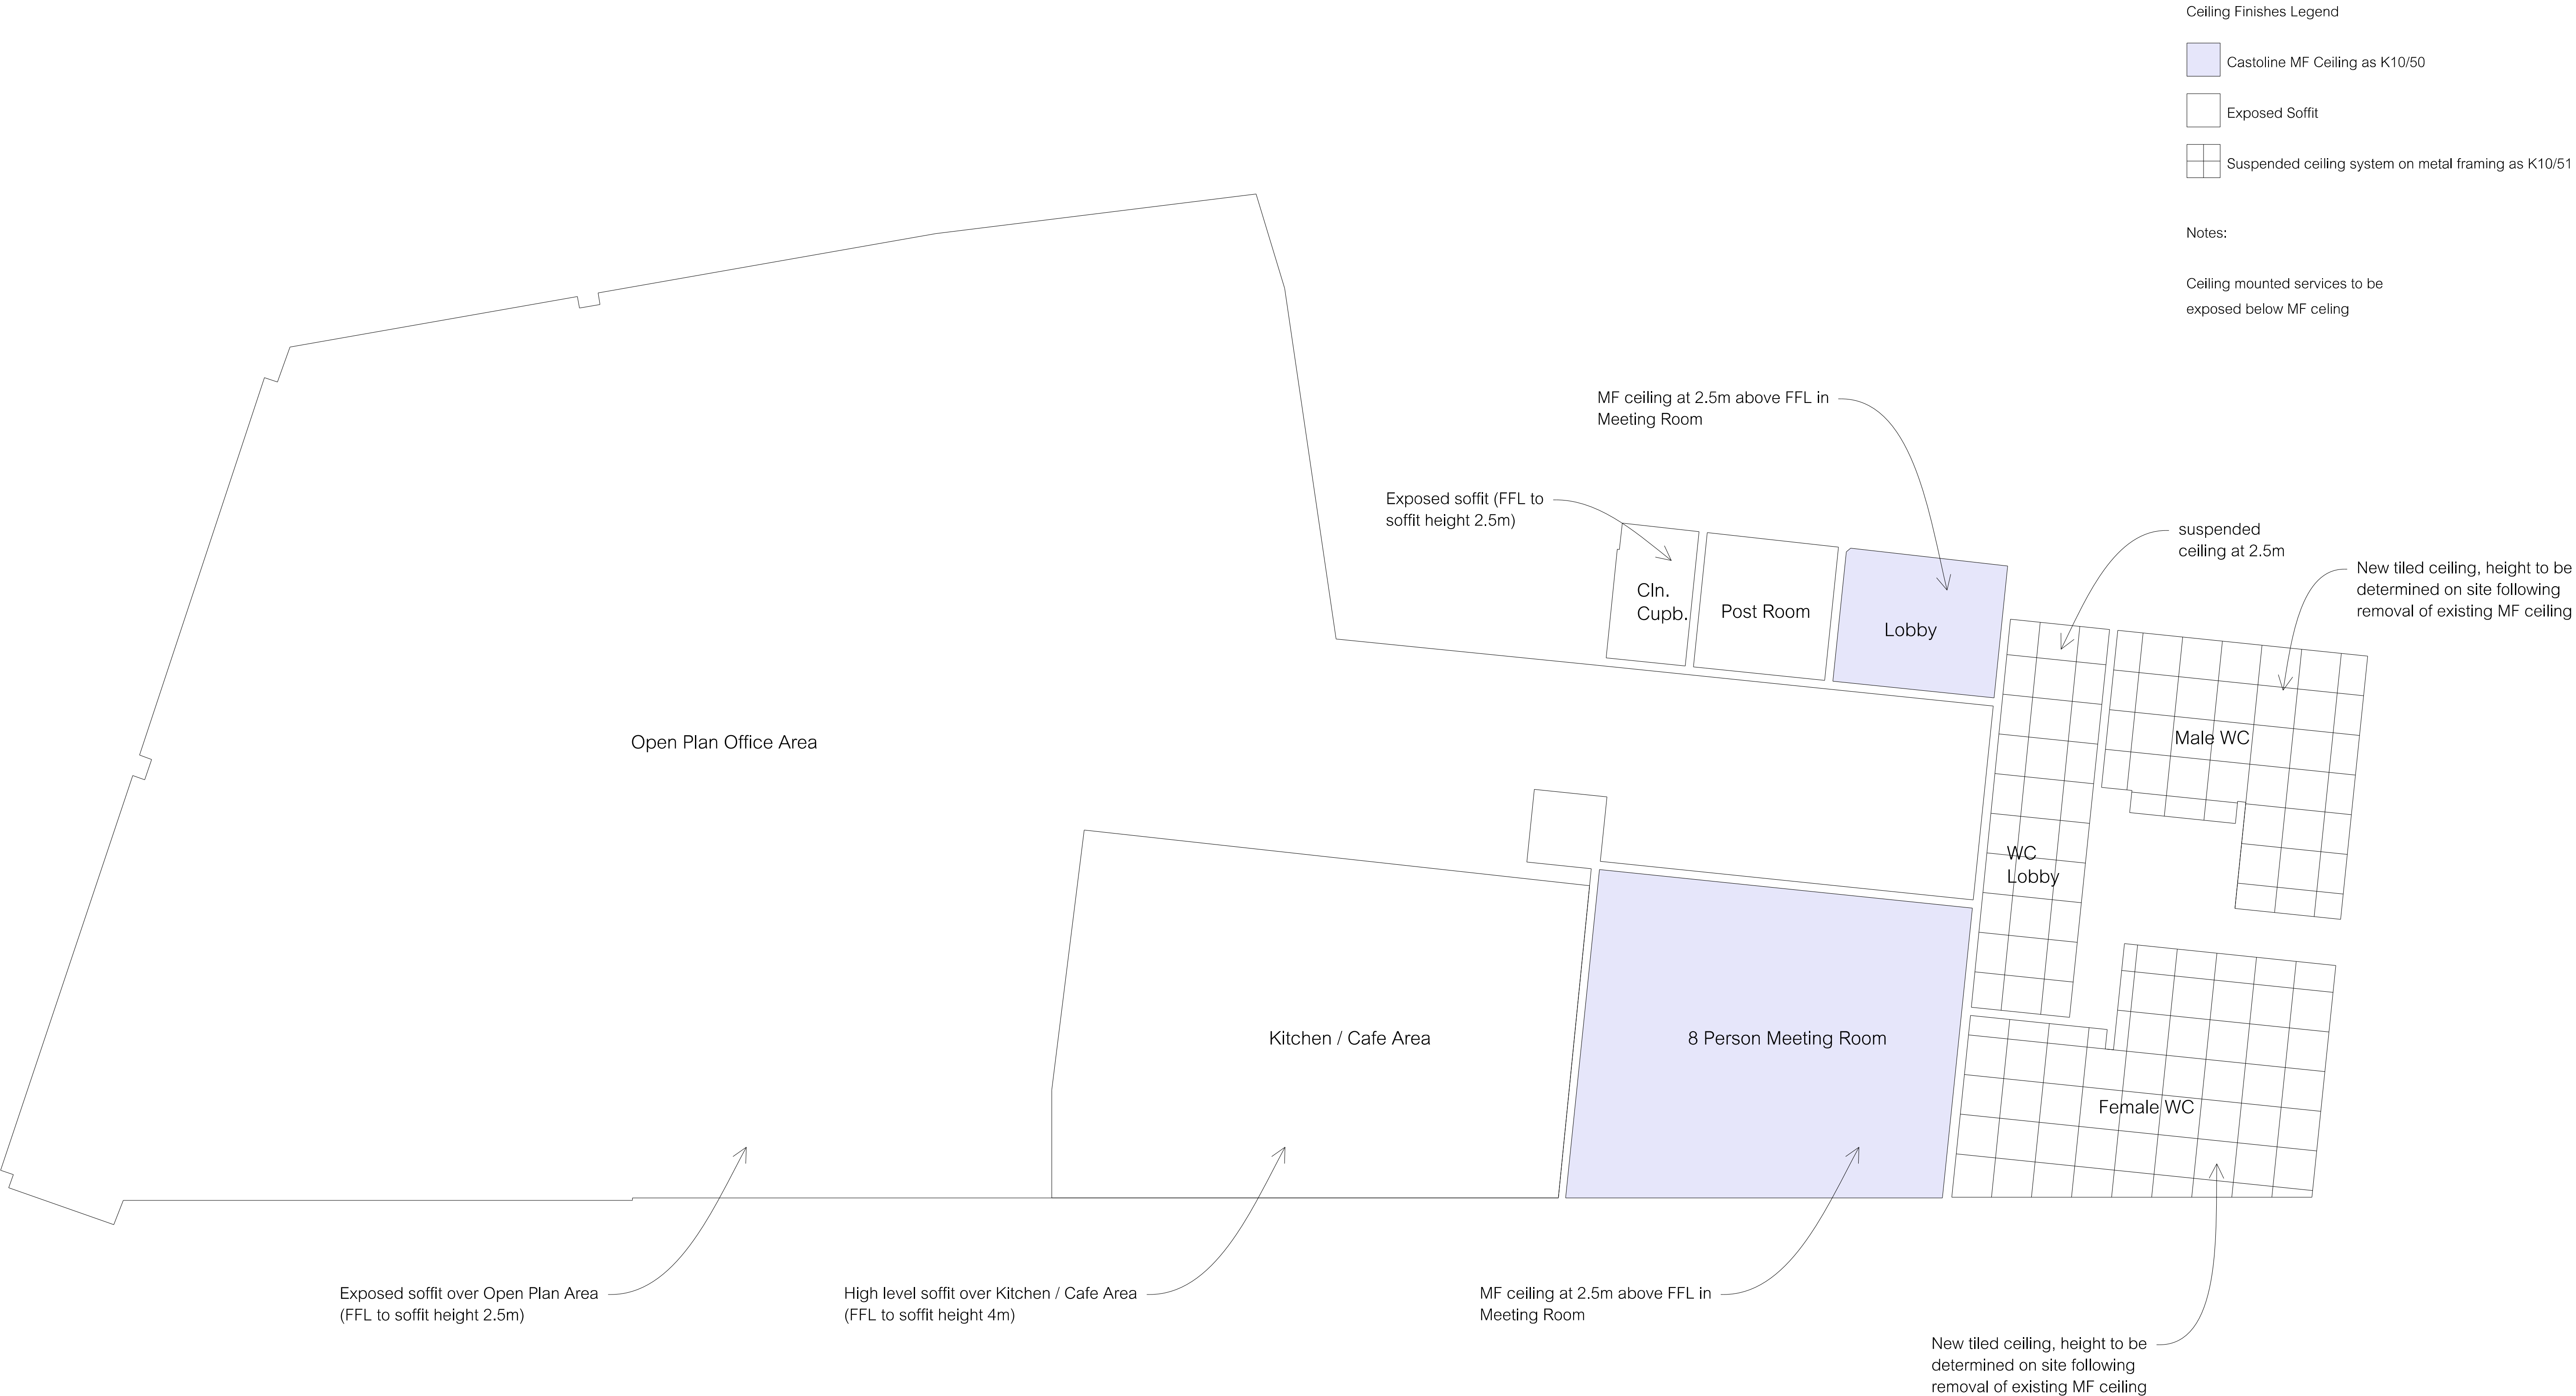 Ceiling Finishes Legend
Castoline MF Ceiling as K10/50
Exposed Soffit
Suspended ceiling system on metal framing as K10/51
Notes:
Ceiling mounted services to be
exposed below MF celing
MF ceiling at 2.5m above FFL in
Meeting Room
Exposed soffit (FFL to
soffit height 2.5m)
suspended
ceiling at 2.5m
New tiled ceiling, height to be
determined on site following
removal of existing MF ceiling
Cln.
Cupb.
Post Room
Lobby
Male WC
Open Plan Office Area
WC
Lobby
Kitchen / Cafe Area
8 Person Meeting Room
Female WC
Exposed soffit over Open Plan Area
(FFL to soffit height 2.5m)
High level soffit over Kitchen / Cafe Area
(FFL to soffit height 4m)
MF ceiling at 2.5m above FFL in
Meeting Room
New tiled ceiling, height to be
determined on site following
removal of existing MF ceiling